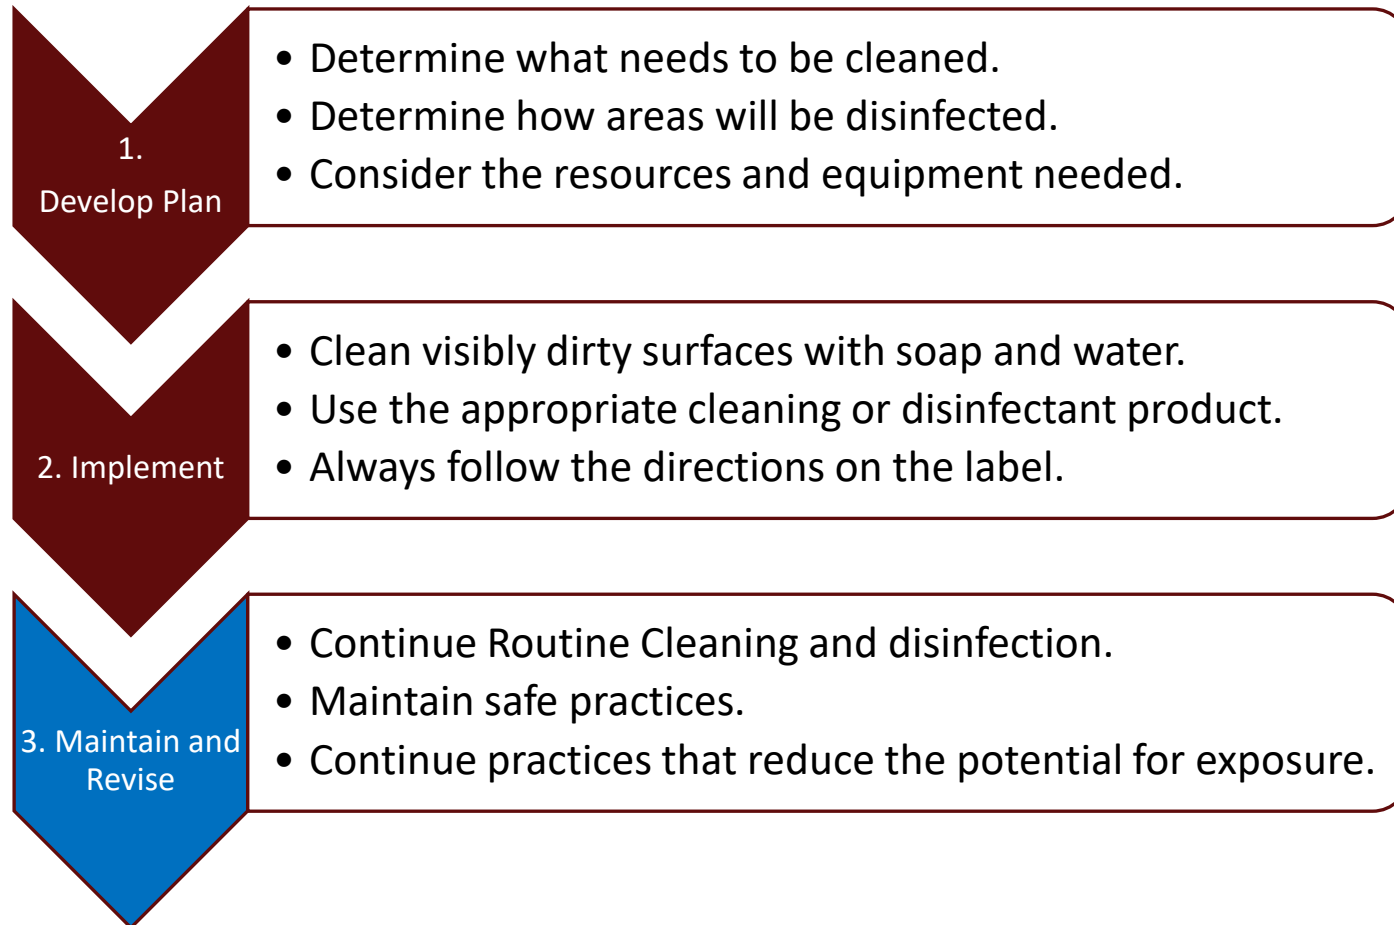 1.
Develop Plan
• Determine what needs to be cleaned.
• Determine how areas will be disinfected.
• Consider the resources and equipment needed.
2. Implement
• Clean visibly dirty surfaces with soap and water.
• Use the appropriate cleaning or disinfectant product.
• Always follow the directions on the label.
3. Maintain and
Revise
• Continue Routine Cleaning and disinfection.
• Maintain safe practices.
• Continue practices that reduce the potential for exposure.